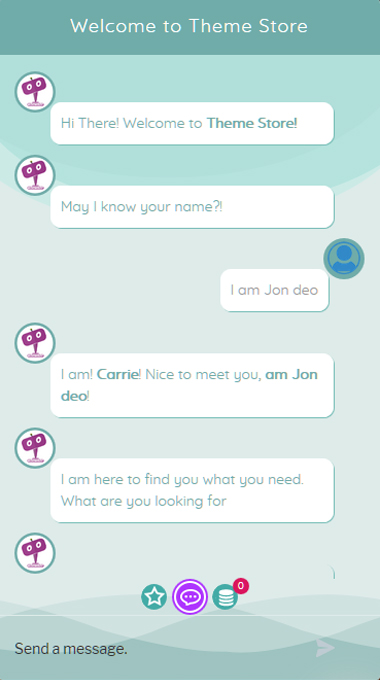 Welcome to Theme Store
Hi There! Welcome to Theme Store!
May I know your name?!
I am Jon deo
I am! Carrie! Nice to meet you, am Jon
deo!
I am here to find you what you need.
What are you looking for
0
Send a message.